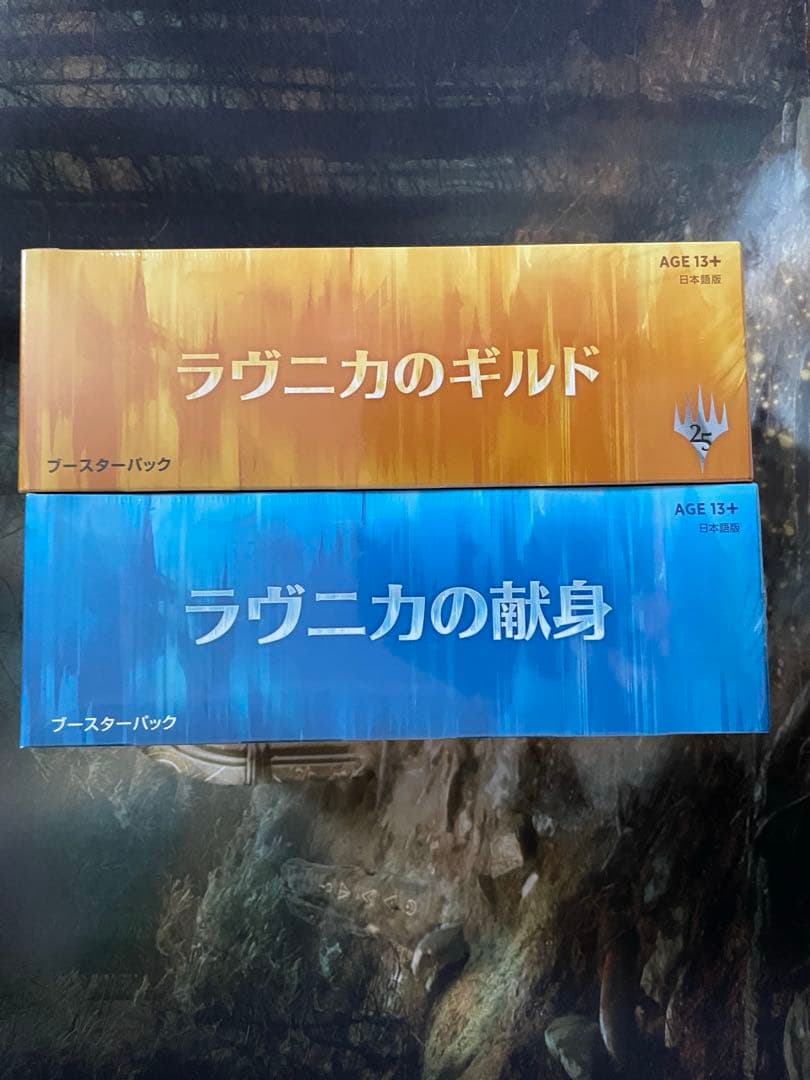 AGE 13+
日本語版
ラヴニカのギルド
25
ブースターパック
AGE 13+
日本語版
ラヴニカの献身
ブースターパック